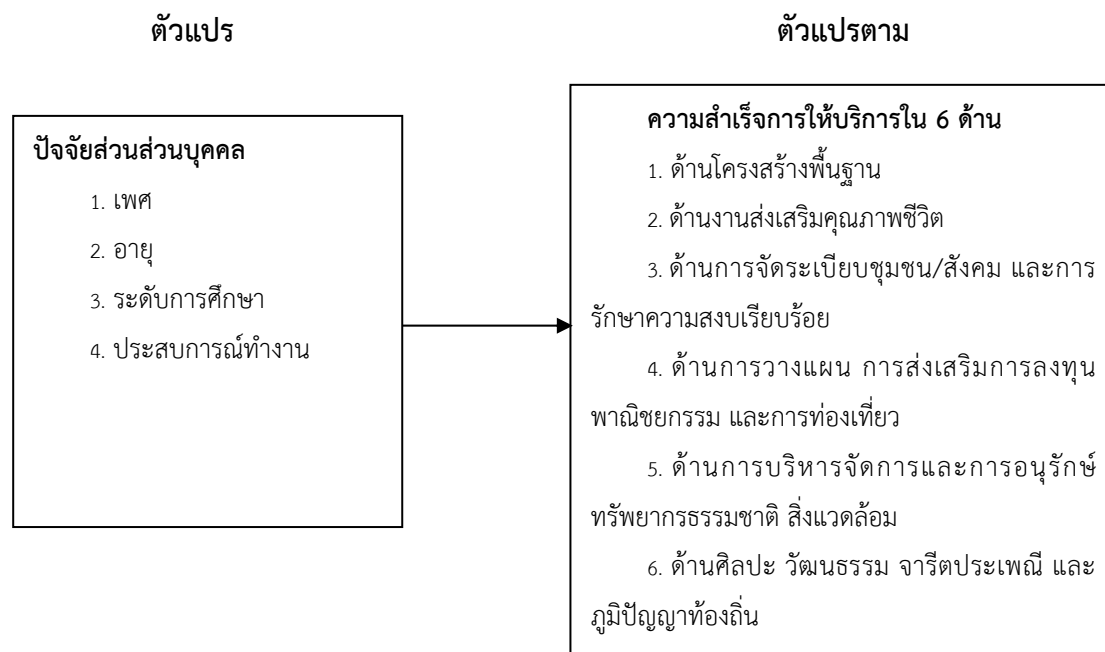 ตัวแปร
ตัวแปรตาม
ปัจจัยส่วนส่วนบุคคล
1. เพศ
2. อายุ
3. ระดับการศึกษา
4. ประสบการณ์ทำงาน
ความสำเร็จการให้บริการใน 6 ด้าน
1. ด้านโครงสร้างพื้นฐาน
2. ด้านงานส่งเสริมคุณภาพชีวิต
3. ด้านการจัดระเบียบชุมชน/สังคม และการ
รักษาความสงบเรียบร้อย
4. ด้านการวางแผน การส่งเสริมการลงทุน
พาณิชยกรรม และการท่องเที่ยว
5. ด้านการบริหารจัดการและการอนุรักษ์
ทรัพยากรธรรมชาติ สิ่งแวดล้อม
6. ด้านศิลปะ วัฒนธรรม จารีตประเพณี และ
ภูมิปัญญาท้องถิ่น